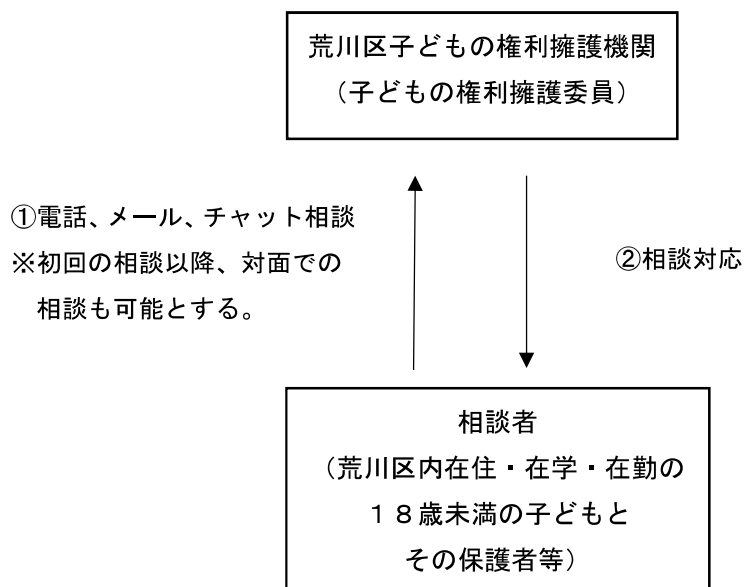 荒川区子どもの権利擁護機関
（子どもの権利擁護委員）
①電話、メール、チャット相談
※初回の相談以降、対面での
相談も可能とする。
②相談対応
相談者
（荒川区内在住・在学・在勤の
１８歳未満の子どもと
その保護者等）